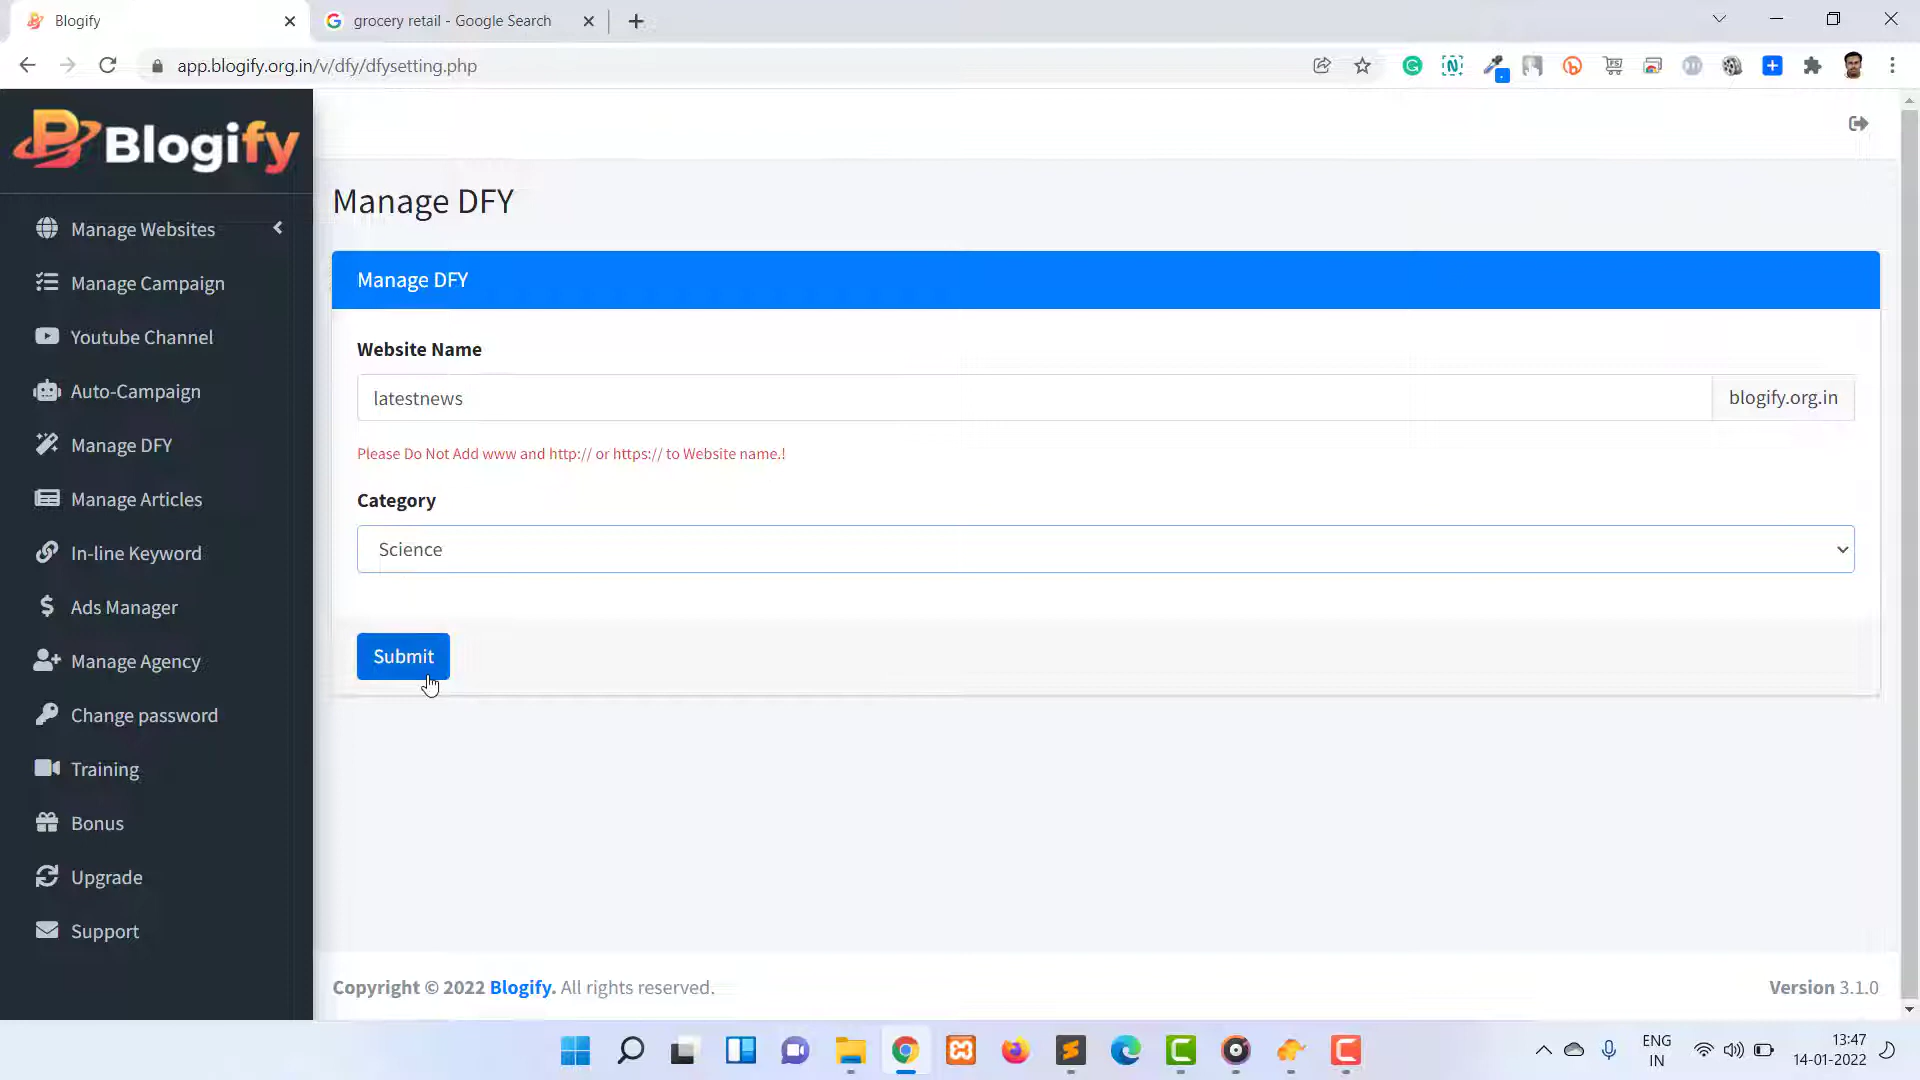 Blogify
grocery retail - Google Search
app.blogify.org.in/v/dfy/dfysetting.php
Blogify
Manage Websites
Manage Campaign
Youtube Channel
Auto-Campaign
Manage DFY
Manage Articles
In-line Keyword
Ads Manager
Manage Agency
Change password
Training
Bonus
Upgrade
Support
Manage DFY
Manage DFY
Website Name
latestnews
blogify.org.in
Please Do Not Add www and http:// or https:// to Website name.!
Category
Science
Submit
Copyright © 2022 Blogify. All rights reserved.
Version 3.1.0
ENG
IN
13:47
14-01-2022